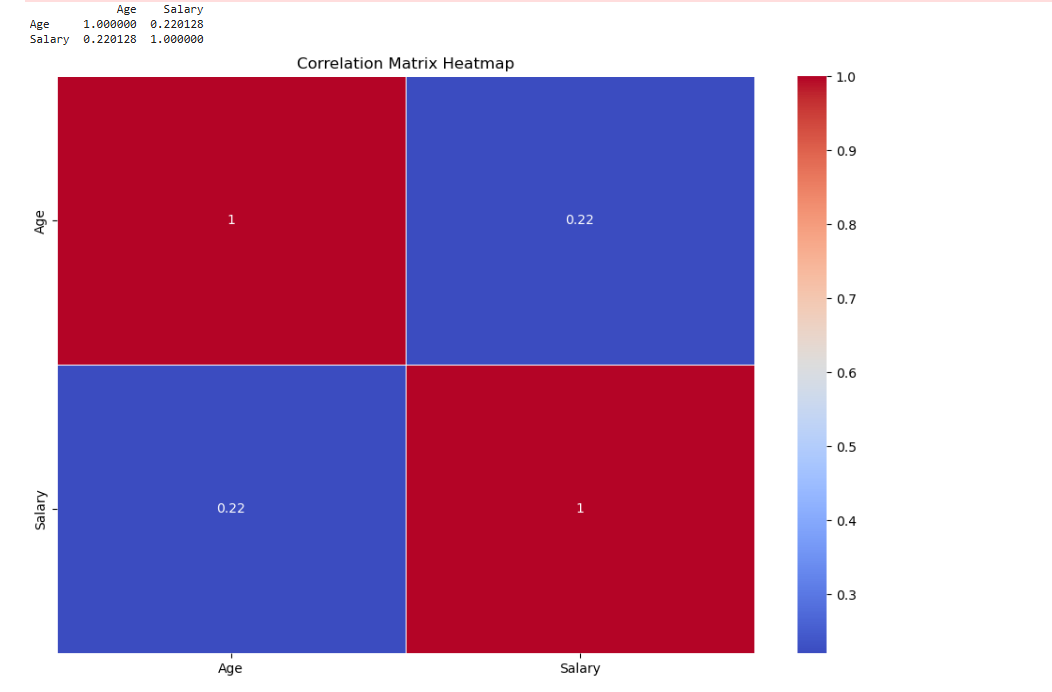 Age Salary
Age 1.000000 0.220128
Salary 0.220128 1.000000
Correlation Matrix Heatmap
1.0
0.9
0.8
0.7
0.6
0.5
0.4
0.3
Age
1
0.22
Salary
0.22
1
Age
Salary